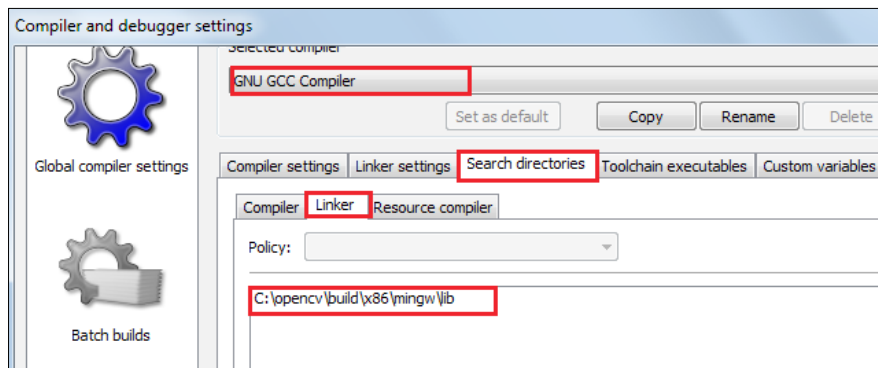 Compiler and debugger settings
Selected compiler
GNU GCC Compiler
Set as default Copy Rename Delete
Global compiler settings
Compiler settings Linker settings Search directories Toolchain executables Custom variables
Compiler Linker Resource compiler
Policy:
C:\opencv\build\x86\mingw\lib
Batch builds